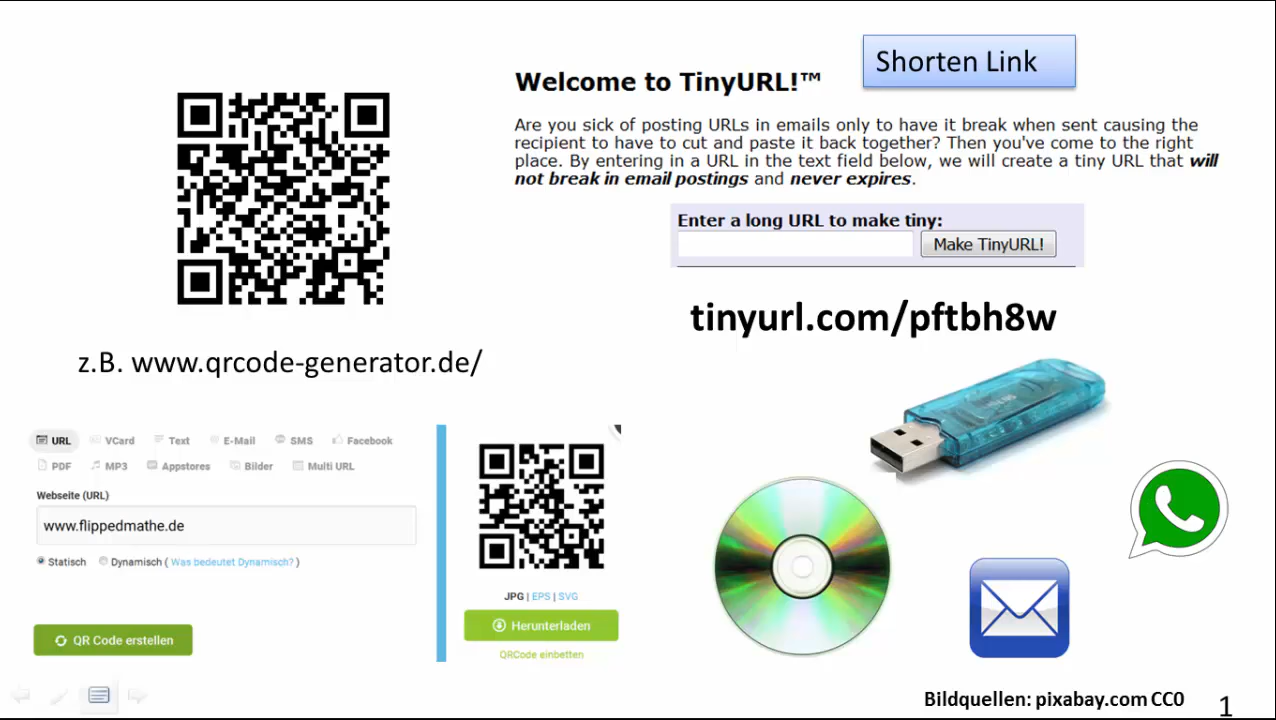 Shorten Link
Welcome to TinyURL!™
Are you sick of posting URLs in emails only to have it break when sent causing the
recipient to have to cut and paste it back together? Then you've come to the right
place. By entering in a URL in the text field below, we will create a tiny URL that will
not break in email postings and never expires.
Enter a long URL to make tiny:
Make TinyURL!
tinyurl.com/pftbh8w
z.B. www.qrcode-generator.de/
URL VCard Text E-Mail SMS Facebook
PDF MP3 Appstores Bilder Multi URL
Webseite (URL)
www.flippedmathe.de
Statisch Dynamisch ( Was bedeutet Dynamisch? )
QR Code erstellen
JPG | EPS | SVG
Herunterladen
QRCode einbetten
Bildquellen: pixabay.com CC0
1